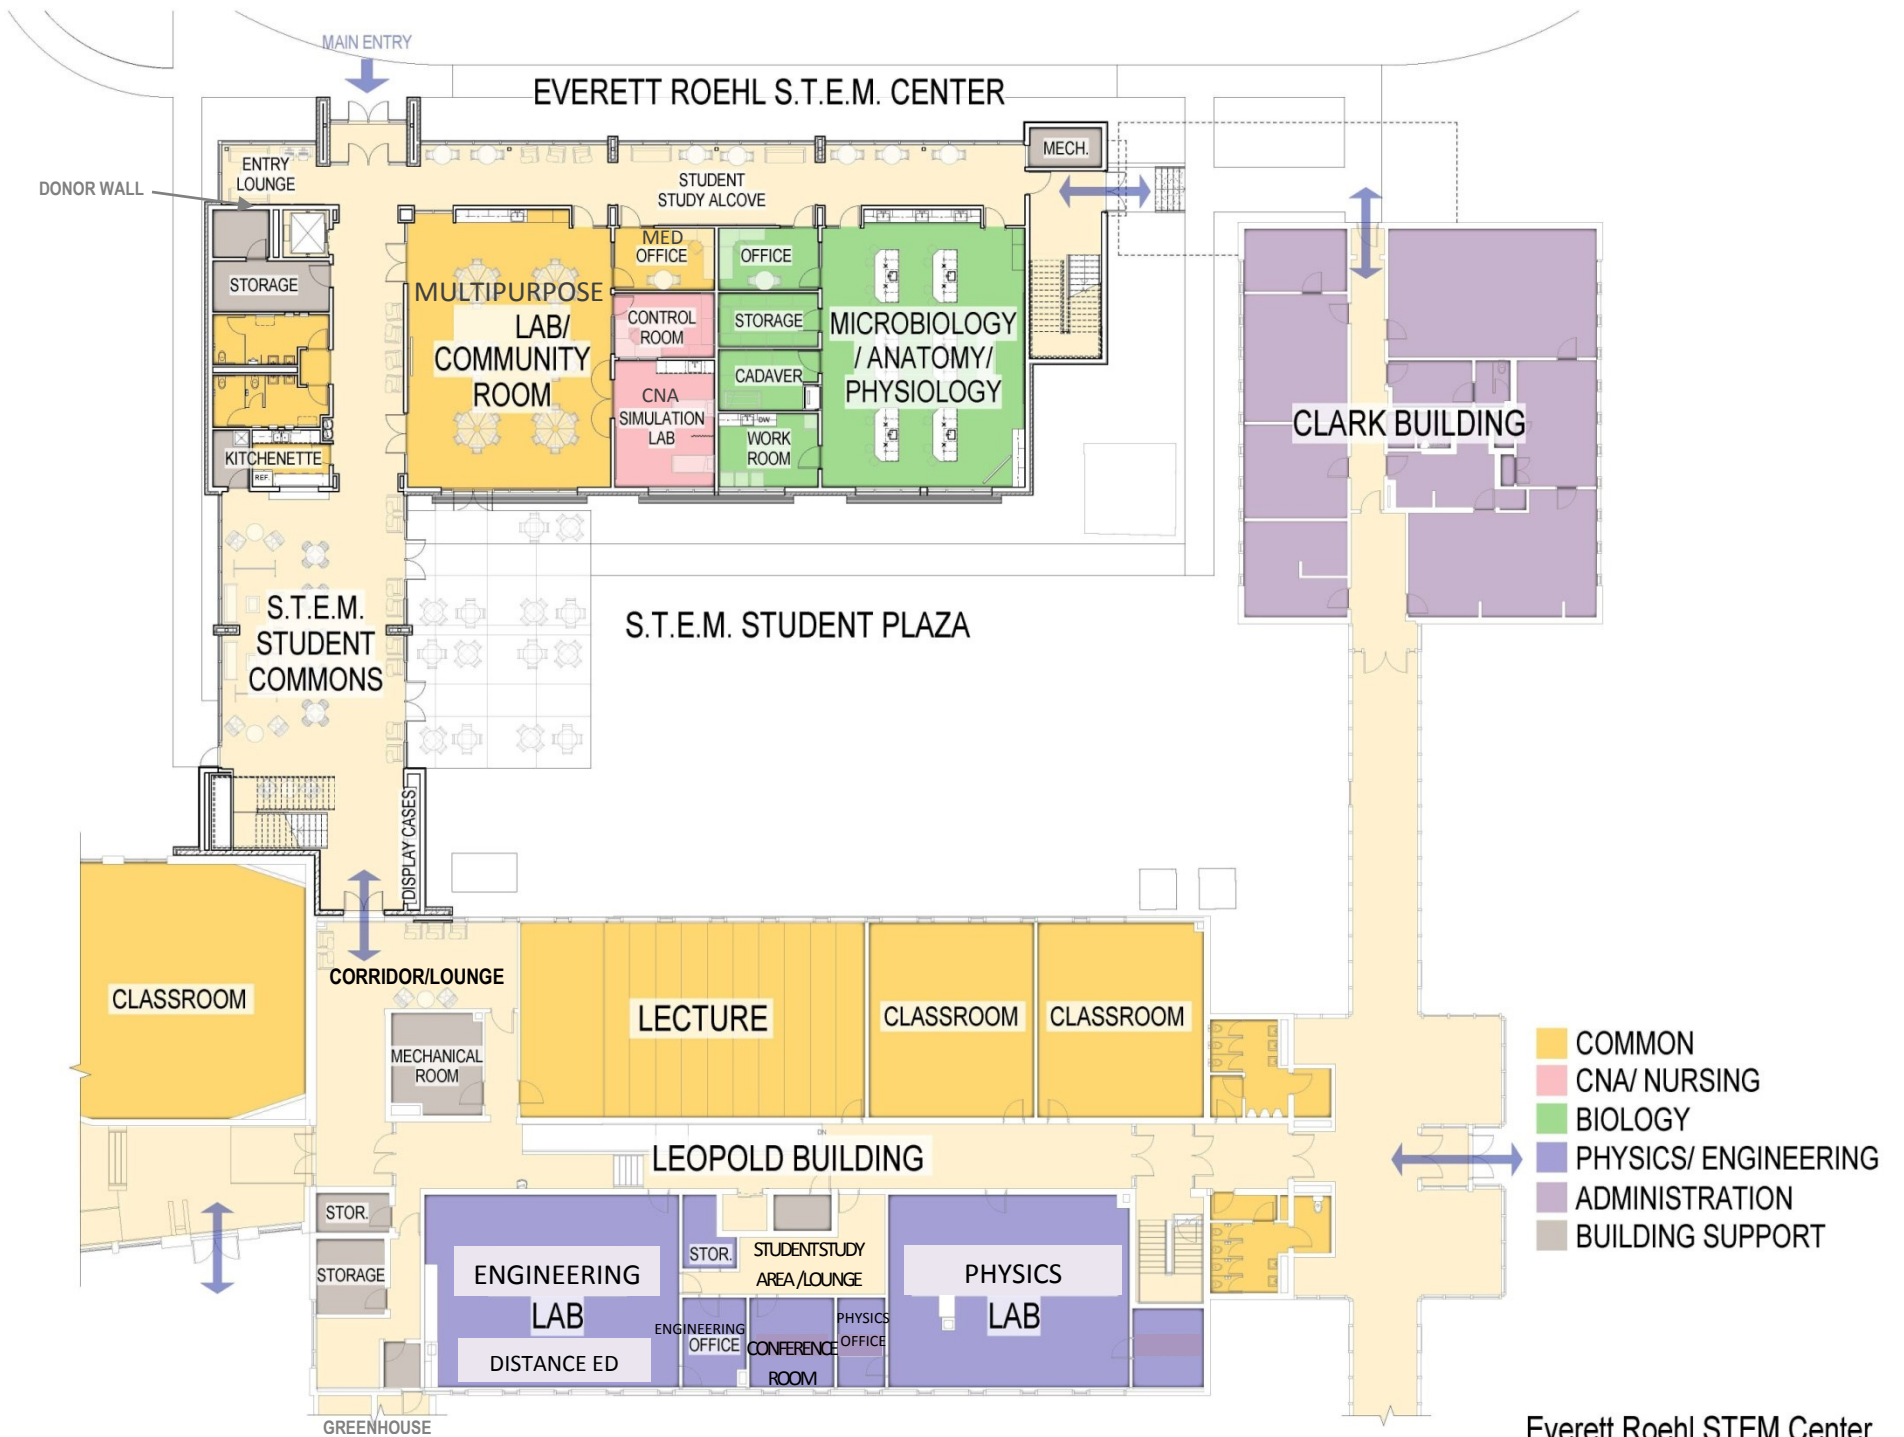 MAIN ENTRY
EVERETT ROEHL S.T.E.M. CENTER
MECH.
ENTRY
LOUNGE
DONOR WALL
STUDENT
STUDY ALCOVE
MED
OFFICE
OFFICE
STORAGE
MULTIPURPOSE
LAB/
COMMUNITY
ROOM
CONTROL
ROOM
STORAGE
MICROBIOLOGY
/ ANATOMY/
PHYSIOLOGY
CADAVER
CNA
SIMULATION
LAB
DW
WORK
ROOM
CLARK BUILDING
KITCHENETTE
REF.
S.T.E.M.
STUDENT
COMMONS
S.T.E.M. STUDENT PLAZA
DISPLAY CASES
CORRIDOR/LOUNGE
CLASSROOM
LECTURE
CLASSROOM
CLASSROOM
MECHANICAL
ROOM
COMMON
CNA/ NURSING
BIOLOGY
PHYSICS/ ENGINEERING
ADMINISTRATION
BUILDING SUPPORT
DN
LEOPOLD BUILDING
STOR.
STORAGE
ENGINEERING
LAB
DISTANCE ED
STOR.
STUDENT STUDY
AREA /LOUNGE
ENGINEERING
OFFICE
CONFERENCE
ROOM
PHYSICS
OFFICE
PHYSICS
LAB
GREENHOUSE
Everett Roehl STEM Center